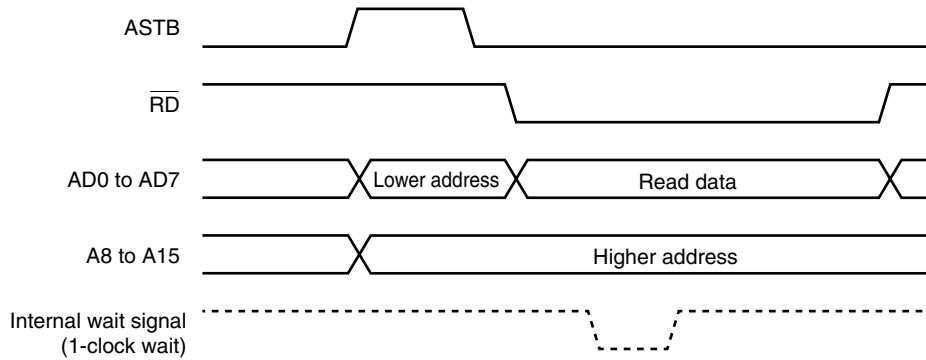 ASTB
RD
AD0 to AD7
Lower address
Read data
A8 to A15
Higher address
Internal wait signal
(1-clock wait)